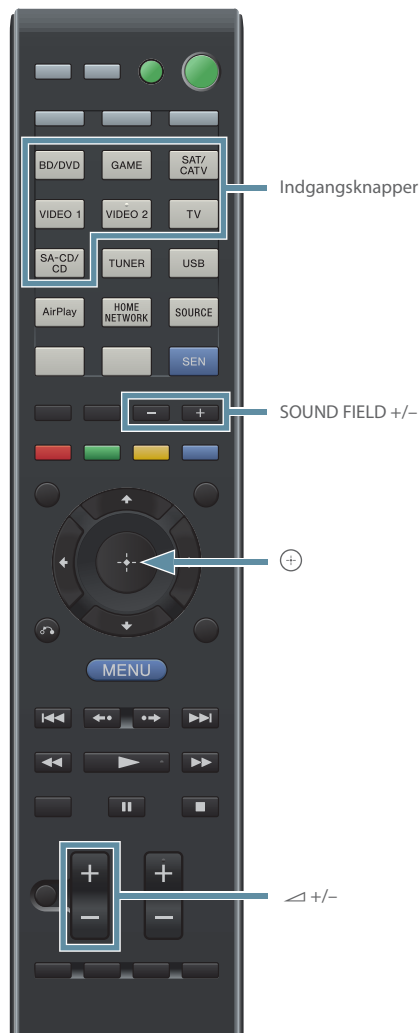 BD/DVD GAME SAT/
CATV
Indgangsknapper
VIDEO 1 VIDEO 2 TV
SA-CD/
CD
TUNER USB
AirPlay HOME
NETWORK
SOURCE
SEN
– +
SOUND FIELD +/–
MENU
+ +
– –
+/–